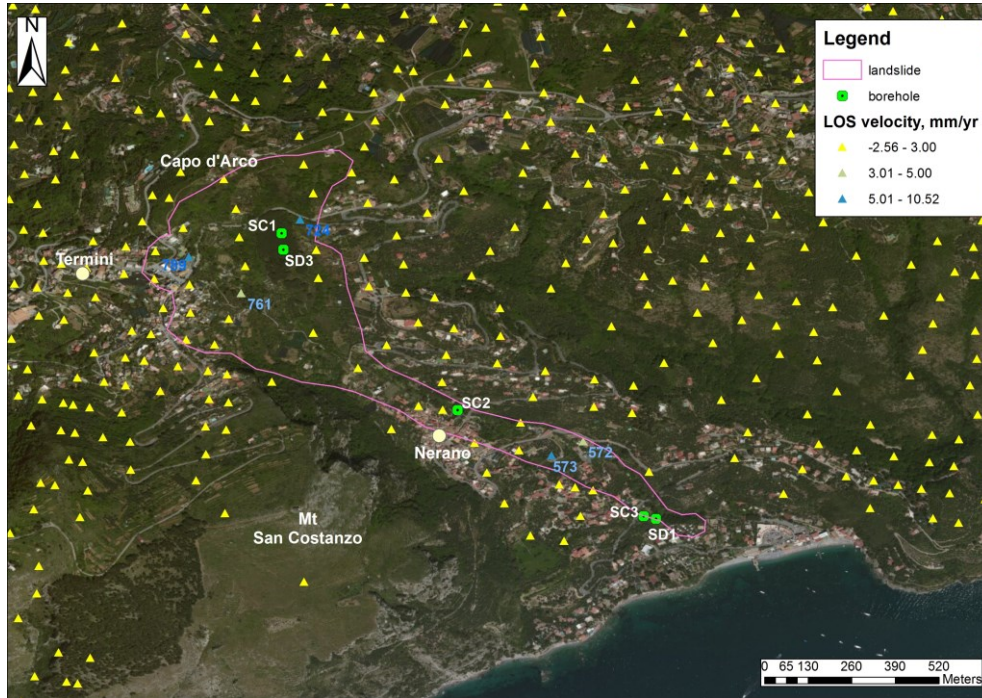 N
Legend
landslide
borehole
LOS velocity, mm/yr
-2.56 - 3.00
3.01 - 5.00
5.01 - 10.52
Capo d'Arco
SC1
SD3
Termini
761
SC2
Nerano
572
573
SC3
SD1
Mt
San Costanzo
0 65 130 260 390 520
Meters